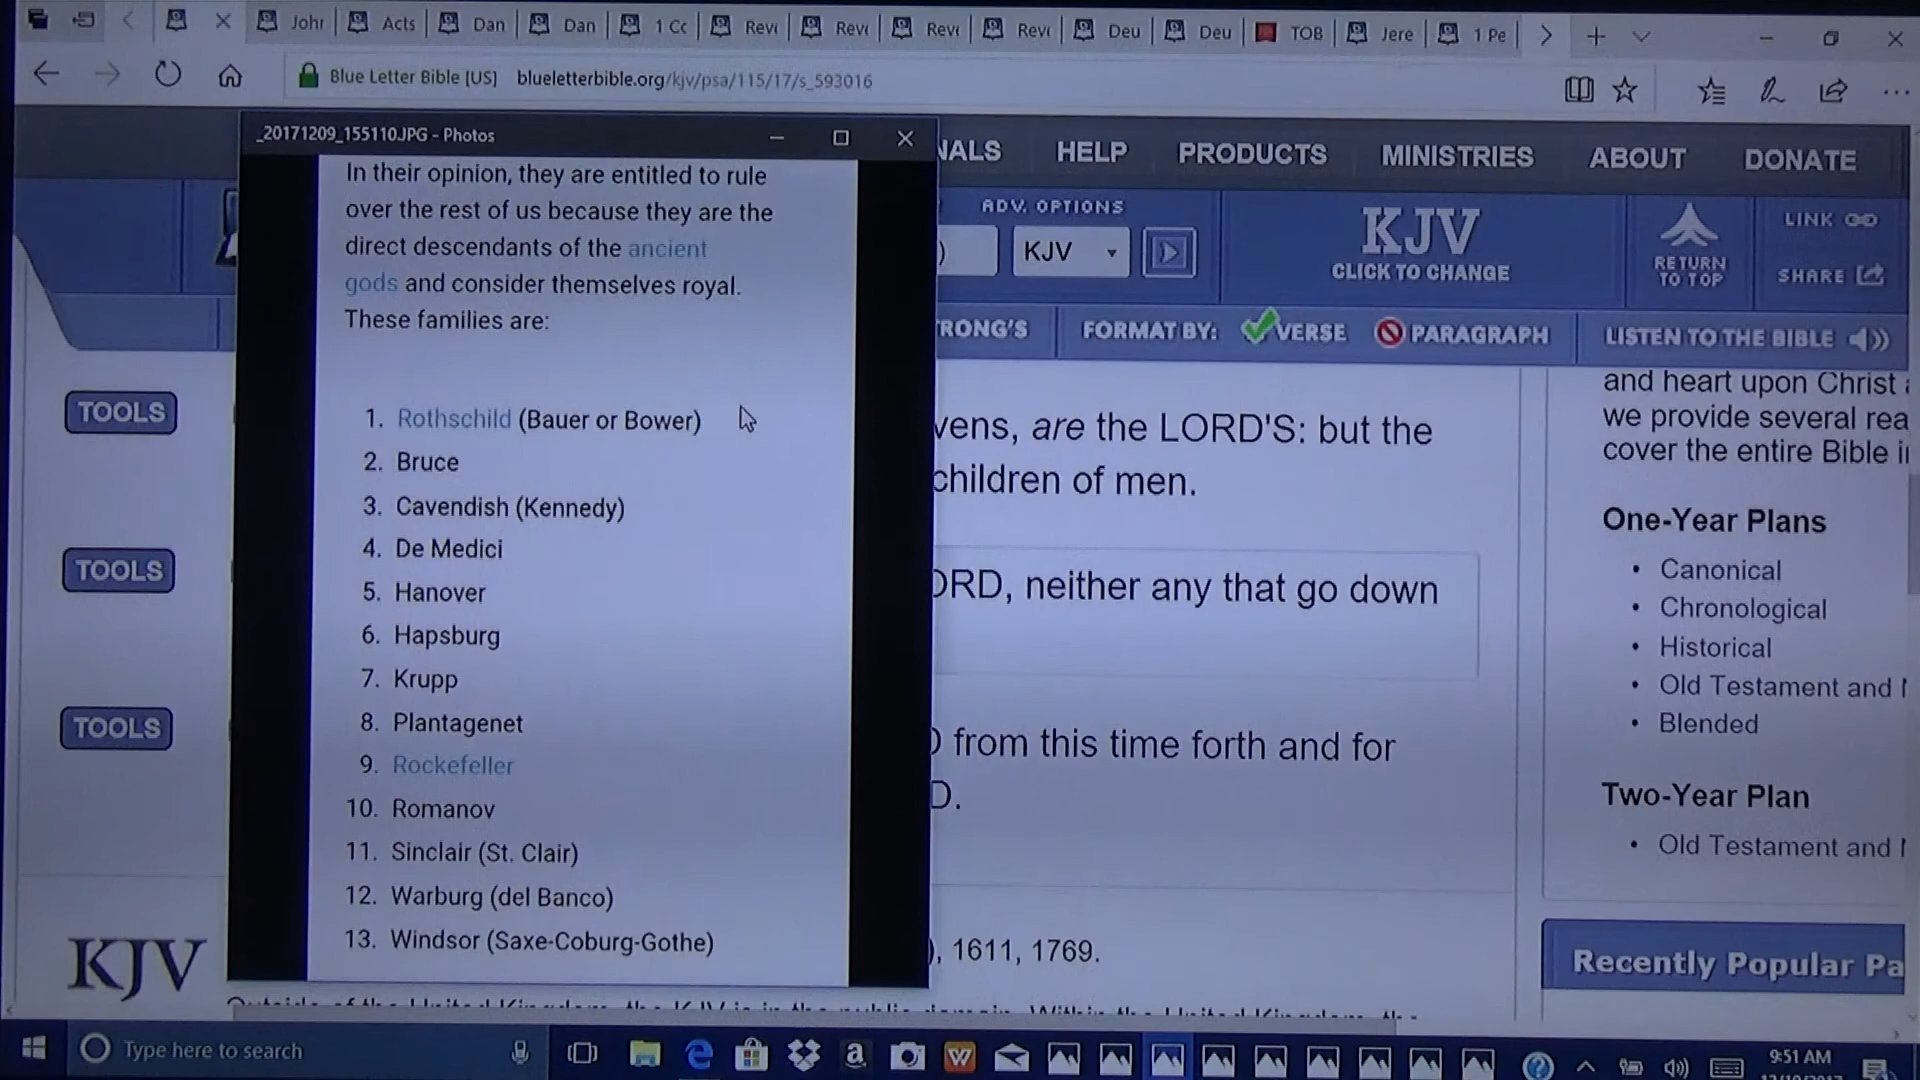 John
Acts
Dan
Dan
1 Co
Reve
Reve
Reve
Reve
Deu
Deu
TOB
Jere
1 Pe
Blue Letter Bible [US] blueletterbible.org/kjv/psa/115/17/s_593016
_20171209_155110.JPG - Photos
In their opinion, they are entitled to rule
over the rest of us because they are the
direct descendants of the ancient
gods and consider themselves royal.
These families are:
1. Rothschild (Bauer or Bower)
2. Bruce
3. Cavendish (Kennedy)
4. De Medici
5. Hanover
6. Hapsburg
7. Krupp
8. Plantagenet
9. Rockefeller
10. Romanov
11. Sinclair (St. Clair)
12. Warburg (del Banco)
13. Windsor (Saxe-Coburg-Gothe)
NALS HELP PRODUCTS MINISTRIES ABOUT DONATE
ADV. OPTIONS
) KJV
KJV
CLICK TO CHANGE
RETURN
TO TOP
LINK
SHARE
RONG'S FORMAT BY: VERSE PARAGRAPH LISTEN TO THE BIBLE
TOOLS
vens, are the LORD'S: but the
children of men.
TOOLS
ORD, neither any that go down
TOOLS
from this time forth and for
D.
KJV
), 1611, 1769.
and heart upon Christ
we provide several rea
cover the entire Bible
One-Year Plans
• Canonical
• Chronological
• Historical
• Old Testament and
• Blended
Two-Year Plan
• Old Testament and
Recently Popular Pa
Type here to search
9:51 AM